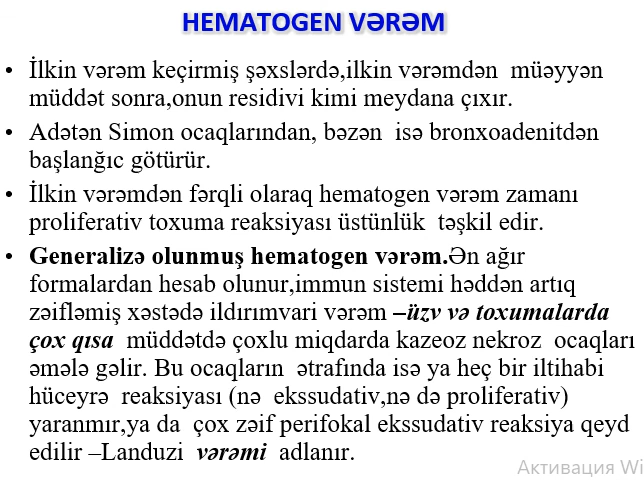 HEMATOGEN VƏRƏM
• İlkin vərəm keçirmiş şəxslərdə,ilkin vərəmdən müəyyən
müddət sonra,onun residivi kimi meydana çıxır.
• Adətən Simon ocaqlarından, bəzən isə bronxoadenitdən
başlanğıc götürür.
• İlkin vərəmdən fərqli olaraq hematogen vərəm zamanı
proliferativ toxuma reaksiyası üstünlük təşkil edir.
• Generalizə olunmuş hematogen vərəm.Ən ağır
formalardan hesab olunur,immun sistemi həddən artıq
zəifləmiş xəstədə ildırımvari vərəm –üzv və toxumalarda
çox qısa müddətdə çoxlu miqdarda kazeoz nekroz ocaqları
əmələ gəlir. Bu ocaqların ətrafında isə ya heç bir iltihabi
hüceyrə reaksiyası (nə ekssudativ,nə də proliferativ)
yaranmır,ya da çox zəif perifokal ekssudativ reaksiya qeyd
edilir –Landuzi vərəmi adlanır.
Активация Wi